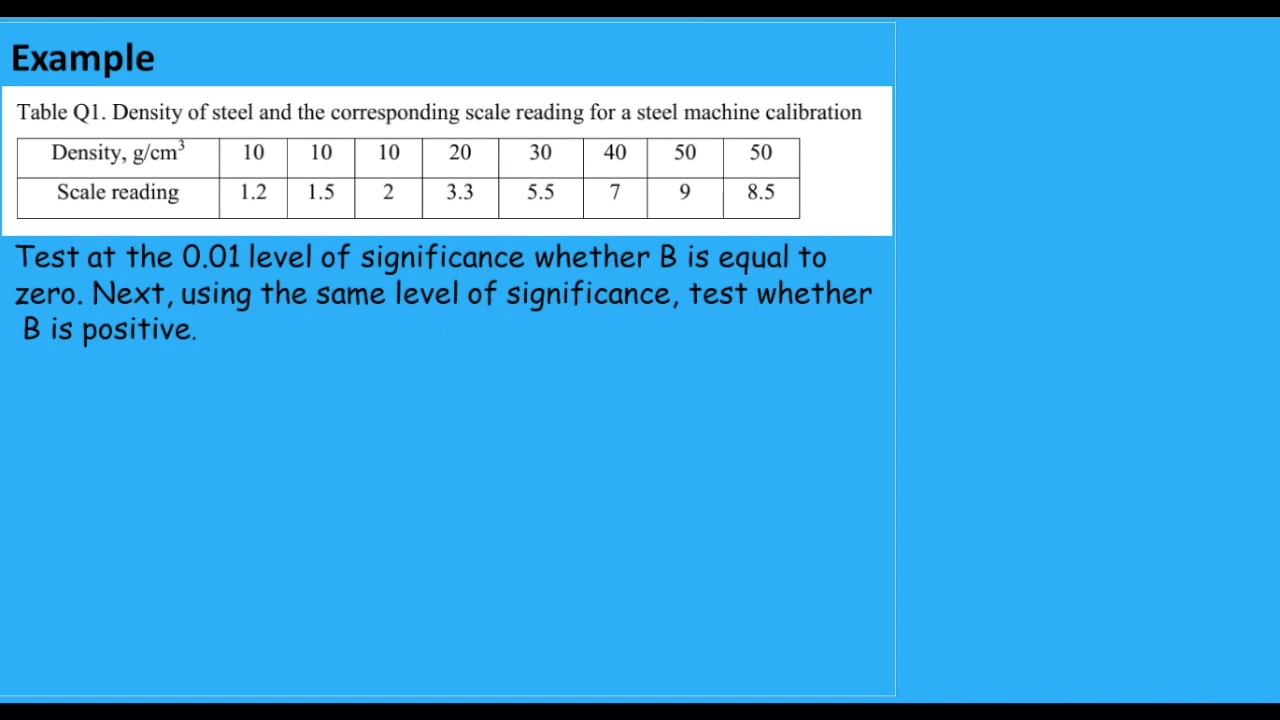 Example
Table Q1. Density of steel and the corresponding scale reading for a steel machine calibration
Density, g/cm³ 10 10 10 20 30 40 50 50
Scale reading 1.2 1.5 2 3.3 5.5 7 9 8.5
Test at the 0.01 level of significance whether B is equal to
zero. Next, using the same level of significance, test whether
B is positive.